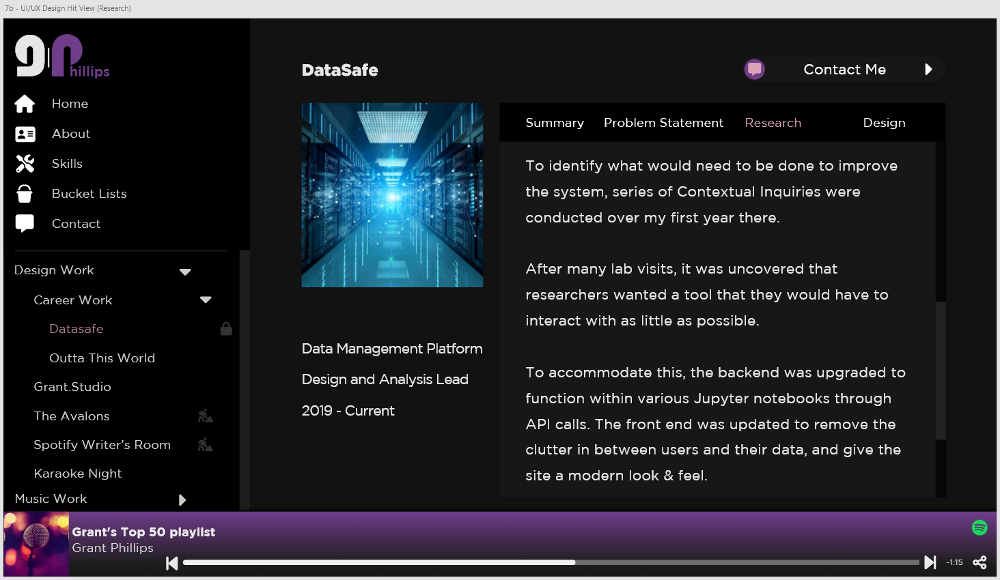 7b - UI/UX Design Hit View (Research)
gphillips
Home
About
Skills
Bucket Lists
Contact
Design Work
Career Work
Datasafe
Outta This World
Grant.Studio
The Avalons
Spotify Writer’s Room
Karaoke Night
Music Work
DataSafe
Contact Me
Data Management Platform
Design and Analysis Lead
2019 - Current
Summary Problem Statement Research Design
To identify what would need to be done to improve
the system, series of Contextual Inquiries were
conducted over my first year there.
After many lab visits, it was uncovered that
researchers wanted a tool that they would have to
interact with as little as possible.
To accommodate this, the backend was upgraded to
function within various Jupyter notebooks through
API calls. The front end was updated to remove the
clutter in between users and their data, and give the
site a modern look & feel.
Grant's Top 50 playlist
Grant Phillips
-1:15